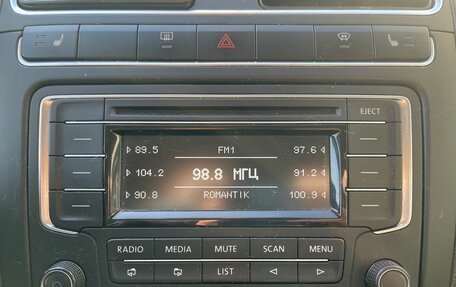 EJECT
89.5 FM1 97.6
104.2 98.8 МГЦ 91.2
90.8 ROMANTIK 100.9
RADIO MEDIA MUTE SCAN MENU
LIST